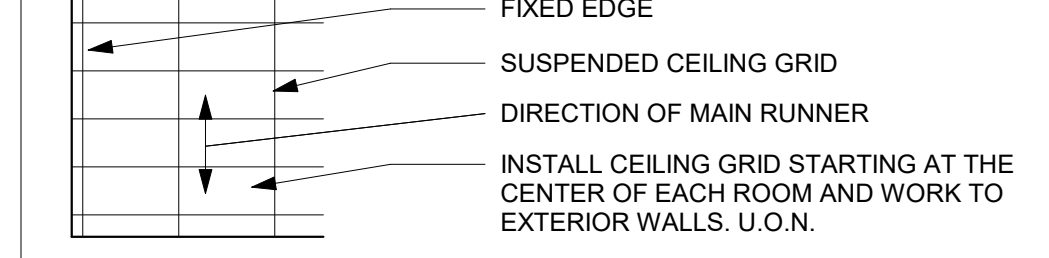 FIXED EDGE
SUSPENDED CEILING GRID
DIRECTION OF MAIN RUNNER
INSTALL CEILING GRID STARTING AT THE
CENTER OF EACH ROOM AND WORK TO
EXTERIOR WALLS. U.O.N.